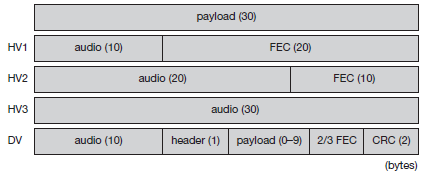 payload (30)
HV1 audio (10) FEC (20)
HV2 audio (20) FEC (10)
HV3 audio (30)
DV audio (10) header (1) payload (0–9) 2/3 FEC CRC (2)
(bytes)